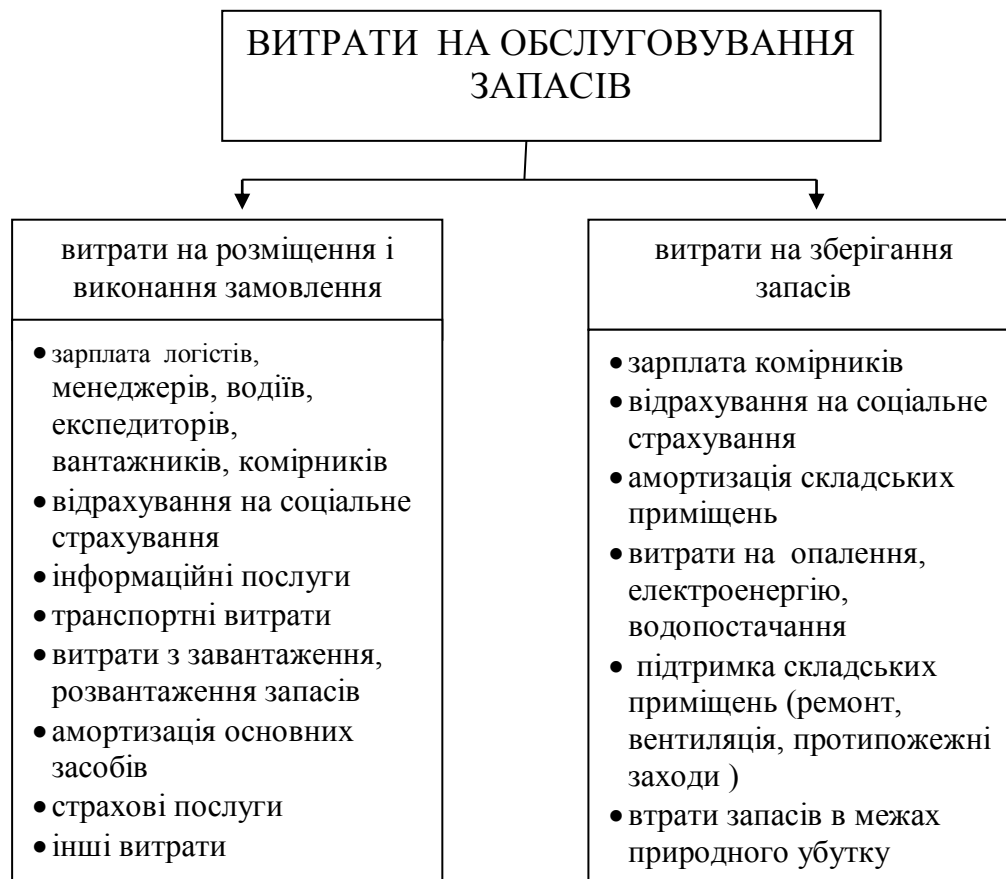 ВИТРАТИ НА ОБСЛУГОВУВАННЯ
ЗАПАСІВ
витрати на розміщення і
виконання замовлення
• зарплата логістів,
менеджерів, водіїв,
експедиторів,
вантажників, комірників
• відрахування на соціальне
страхування
• інформаційні послуги
• транспортні витрати
• витрати з завантаження,
розвантаження запасів
• амортизація основних
засобів
• страхові послуги
• інші витрати
витрати на зберігання
запасів
• зарплата комірників
• відрахування на соціальне
страхування
• амортизація складських
приміщень
• витрати на опалення,
електроенергію,
водопостачання
• підтримка складських
приміщень (ремонт,
вентиляція, протипожежні
заходи )
• втрати запасів в межах
природного убутку